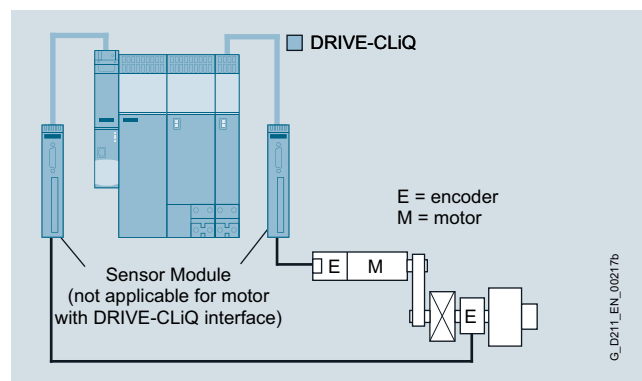 DRIVE-CLiQ
E = encoder
M = motor
Sensor Module
(not applicable for motor
with DRIVE-CLiQ interface)
E M
E
G_D211_EN_00217b